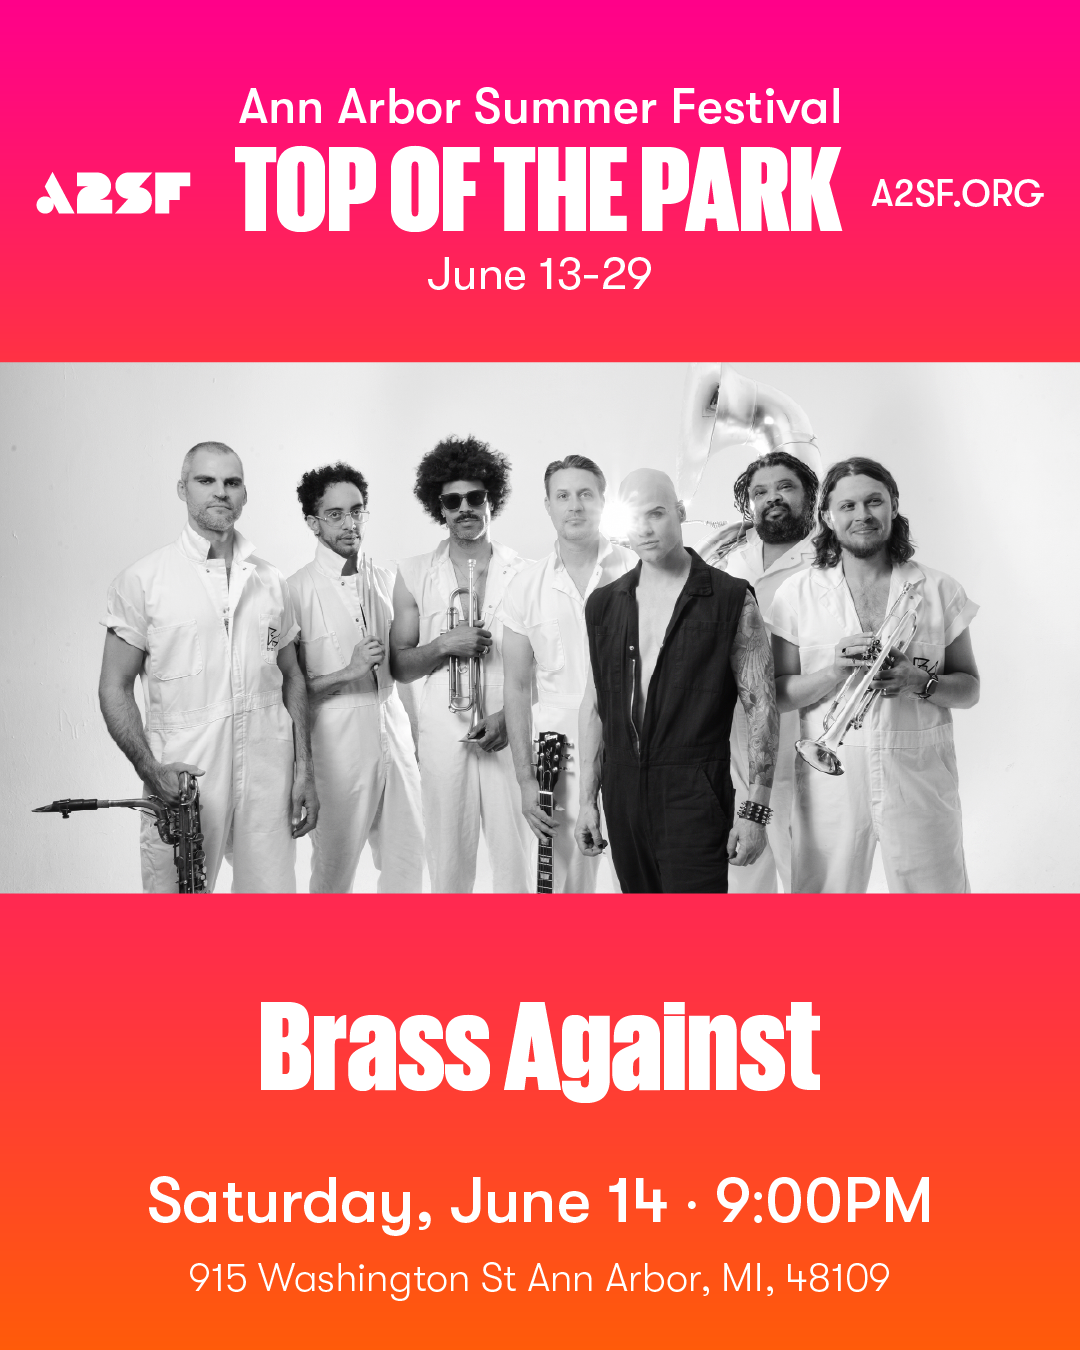 Ann Arbor Summer Festival
A2SF
TOP OF THE PARK
A2SF.ORG
June 13-29
Brass Against
Saturday, June 14 · 9:00PM
915 Washington St Ann Arbor, MI, 48109